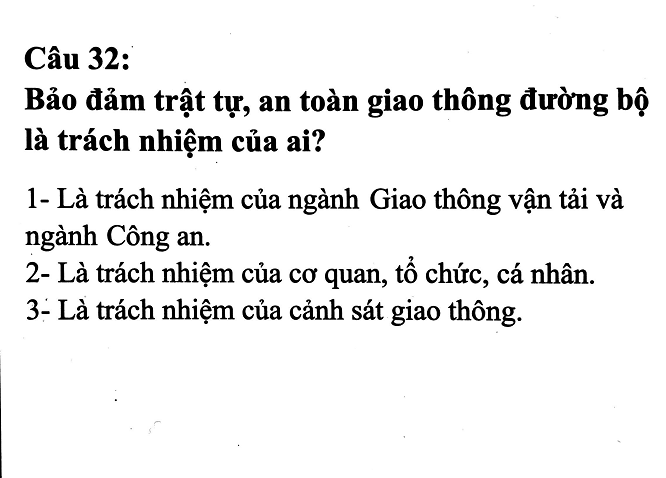 Câu 32:
Bảo đảm trật tự, an toàn giao thông đường bộ
là trách nhiệm của ai?
1- Là trách nhiệm của ngành Giao thông vận tải và
ngành Công an.
2- Là trách nhiệm của cơ quan, tổ chức, cá nhân.
3- Là trách nhiệm của cảnh sát giao thông.